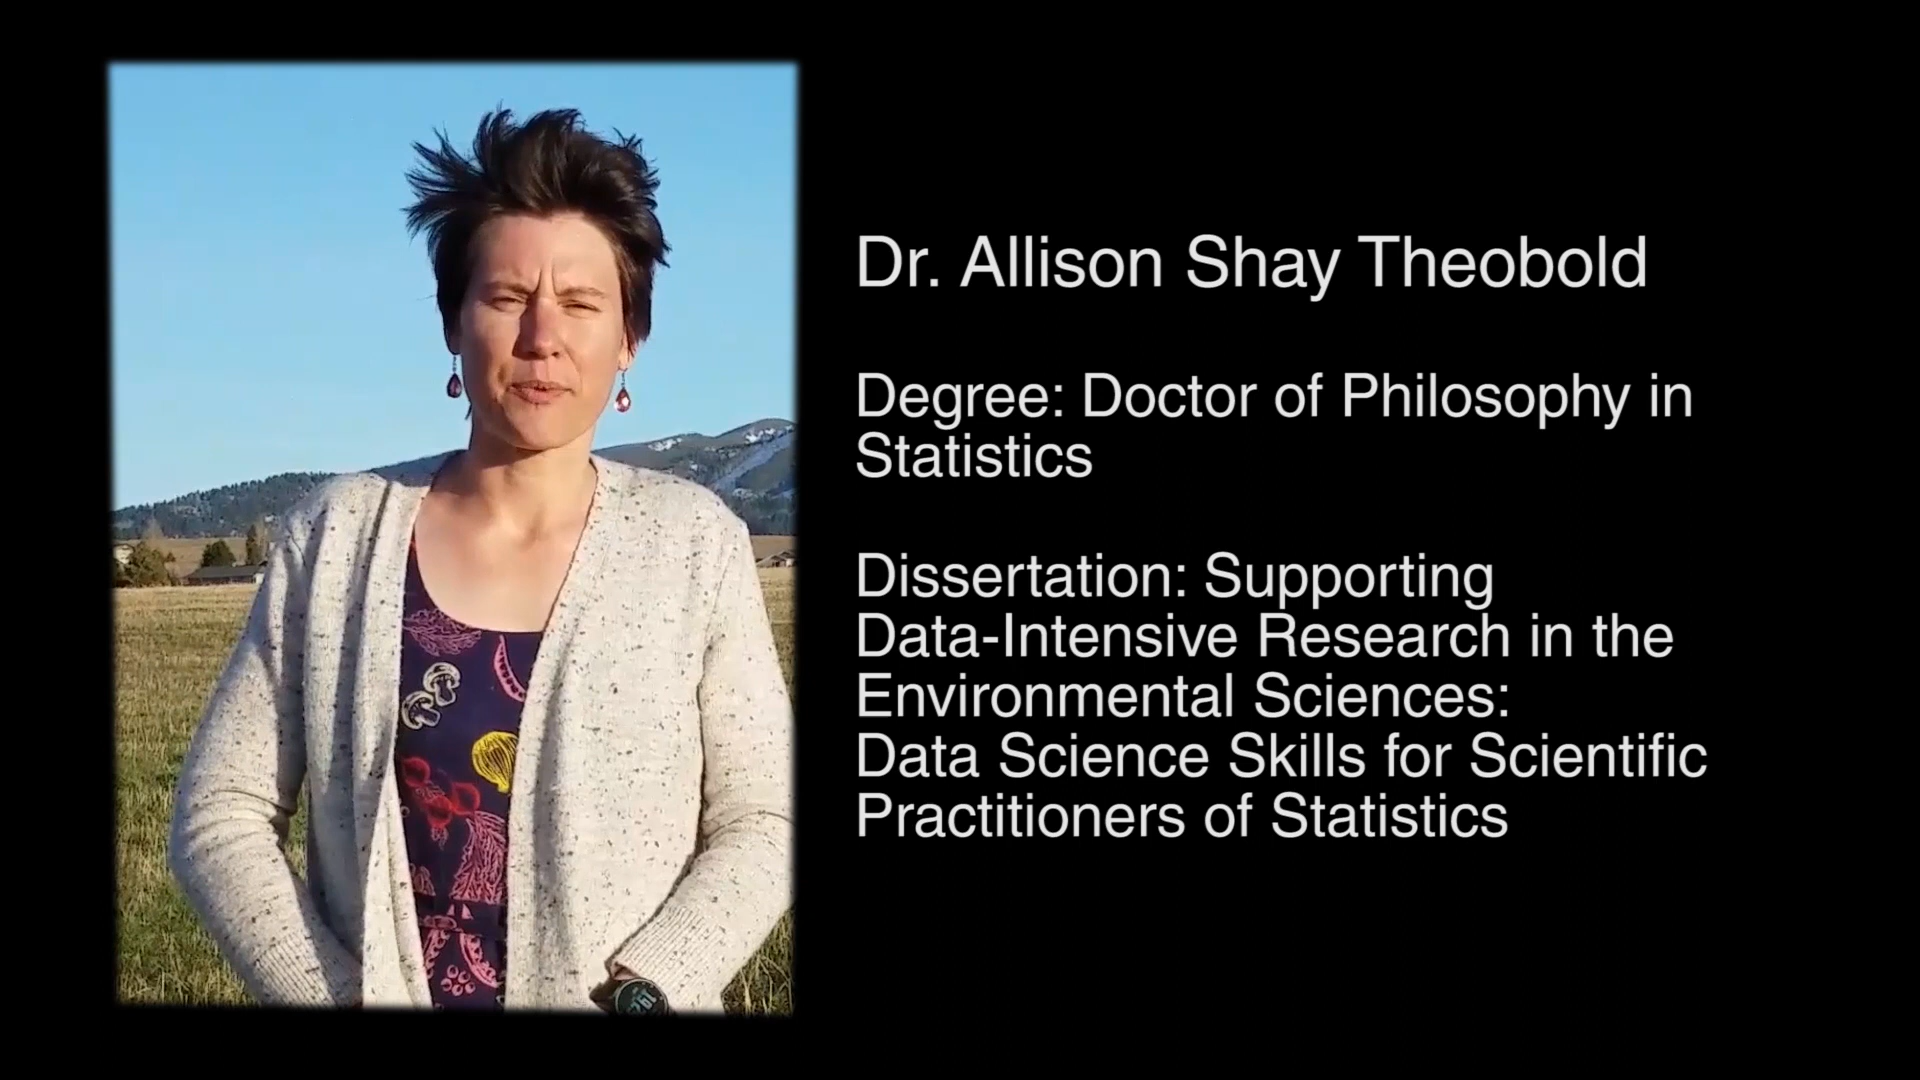 Dr. Allison Shay Theobold
Degree: Doctor of Philosophy in
Statistics
Dissertation: Supporting
Data-Intensive Research in the
Environmental Sciences:
Data Science Skills for Scientific
Practitioners of Statistics